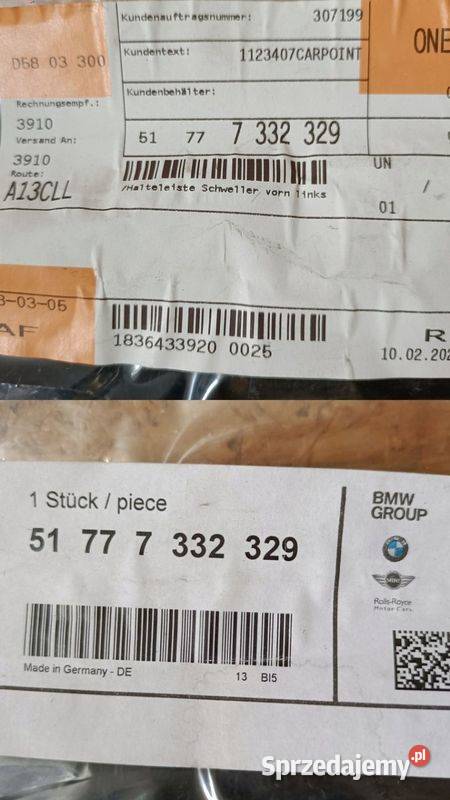 Kundenauftragsnummer: 307199
ONE
D58 03 300
Kundentext: 1123407CARPOINT
Kundenbehälter:
Rechnungsempf.:
3910
Versand An:
3910
Route:
A13CLL
51 77 7 332 329
/Halteleiste Schweller vorn links
UN
/
01
3-03-05
AF
1836433920 0025
R
10.02.202
1 Stück / piece
51 77 7 332 329
BMW
GROUP
MINI
Rolls-Royce
Motor Cars
Made in Germany - DE
13 BI5
Sprzedajemy.pl